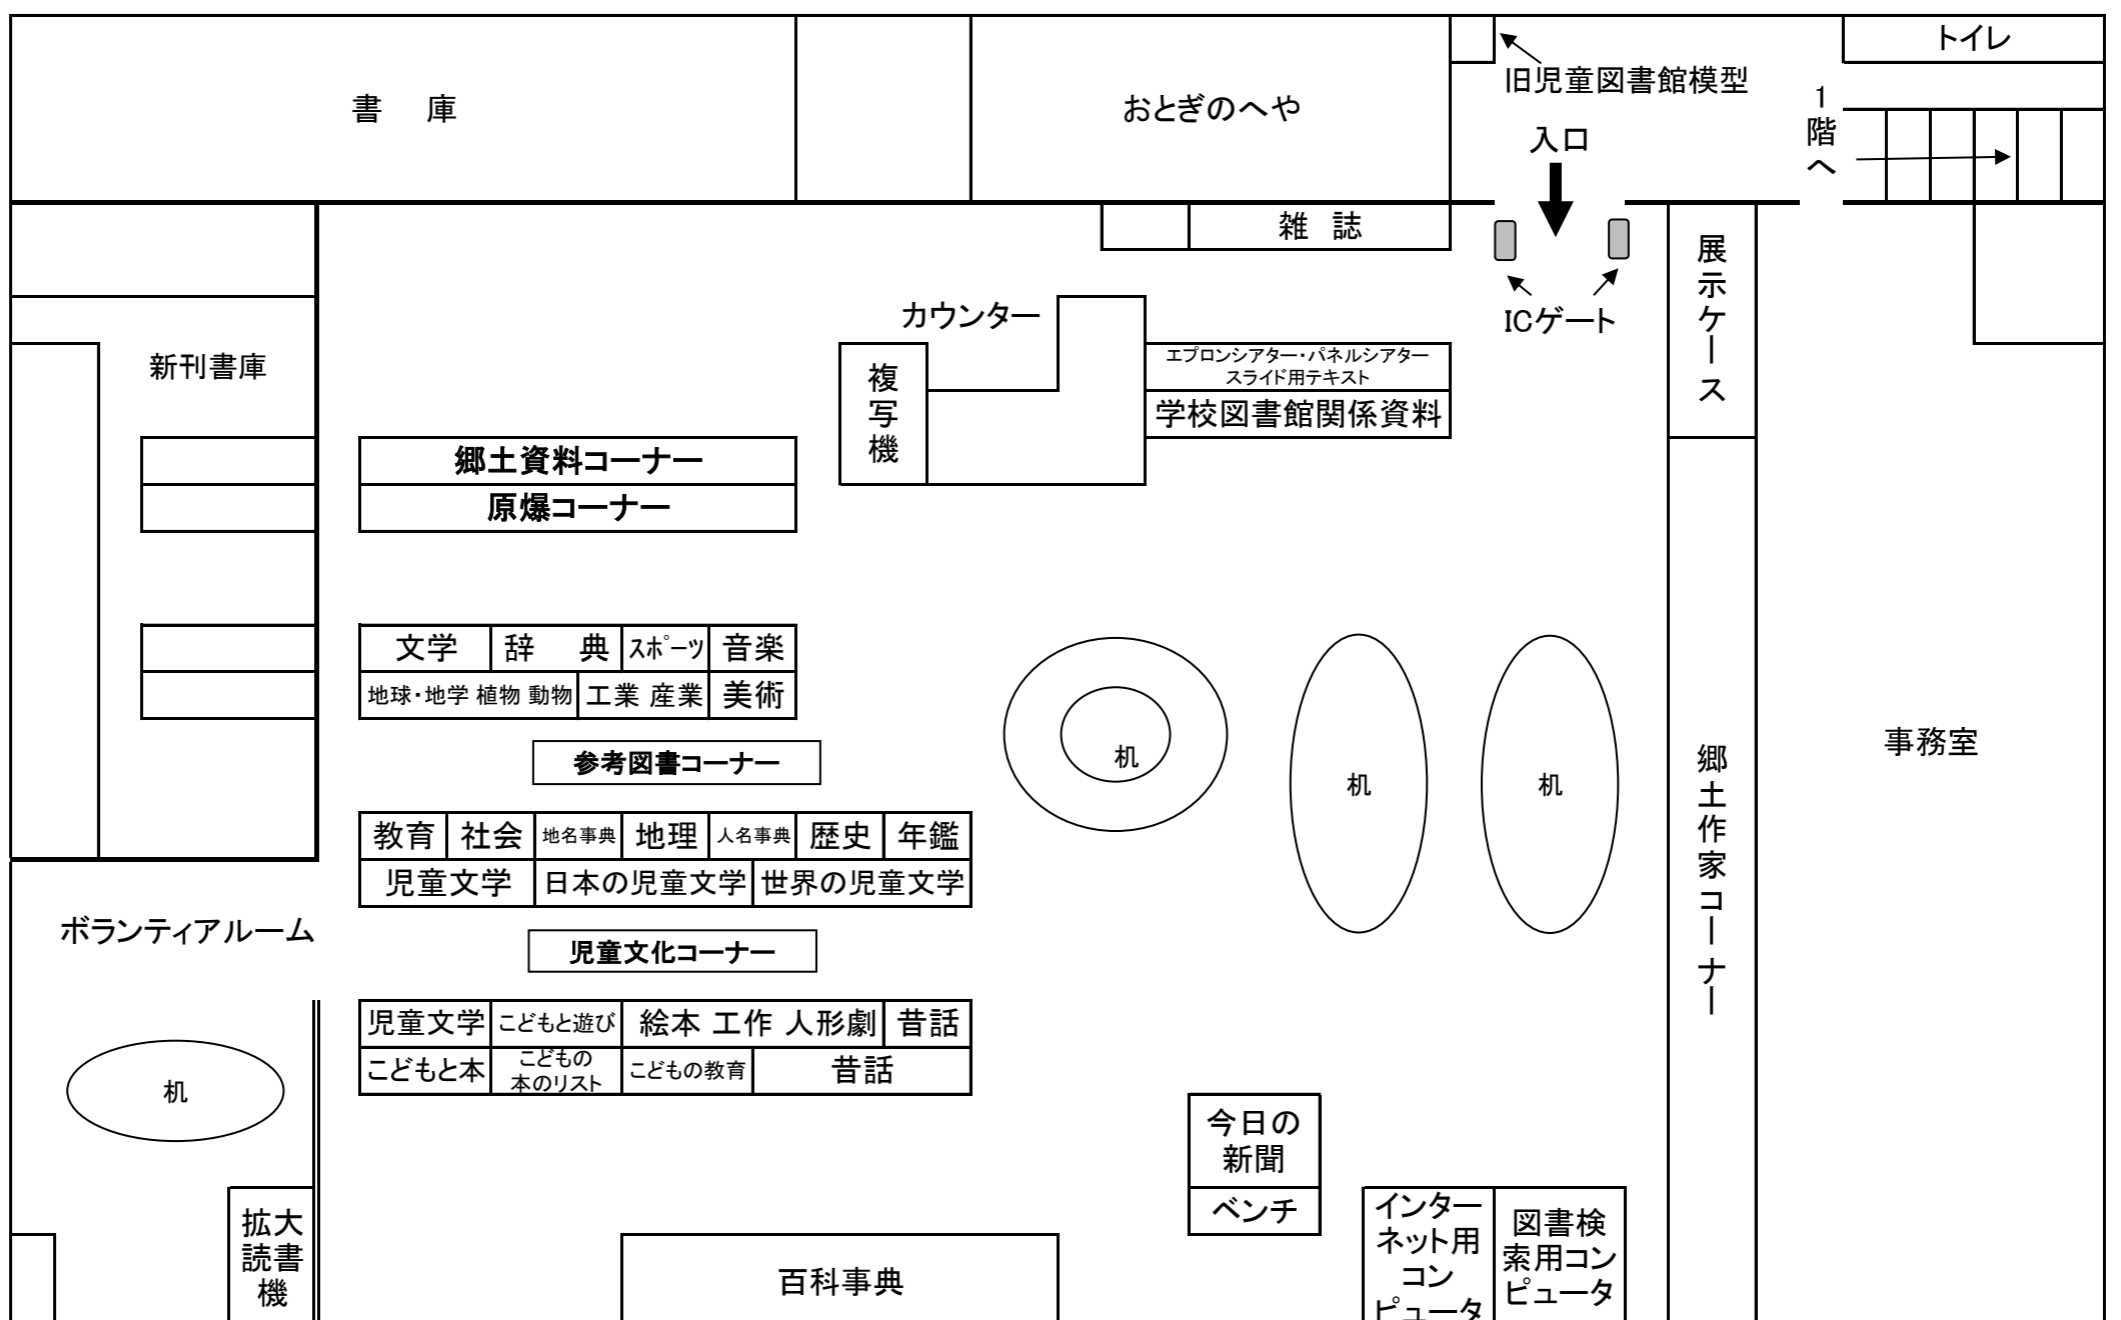 トイレ
書 庫
おとぎのへや
旧児童図書館模型
1
階
へ
入口
雑 誌
ICゲート
展
示
ケ
ー
ス
カウンター
複
写
機
エプロンシアター・パネルシアター
スライド用テキスト
学校図書館関係資料
新刊書庫
郷土資料コーナー
原爆コーナー
文学 辞 典 スポーツ 音楽
地球・地学 植物 動物 工業 産業 美術
参考図書コーナー
教育 社会 地名事典 地理 人名事典 歴史 年鑑
児童文学 日本の児童文学 世界の児童文学
児童文化コーナー
児童文学 こどもと遊び 絵本 工作 人形劇 昔話
こどもと本 こどもの
本のリスト こどもの教育 昔話
机
机
机
郷
土
作
家
コ
ー
ナ
ー
事務室
ボランティアルーム
机
拡大
読書
機
百科事典
今日の
新聞
ベンチ
インター
ネット用
コン
ピュータ
図書検
索用コン
ピュータ